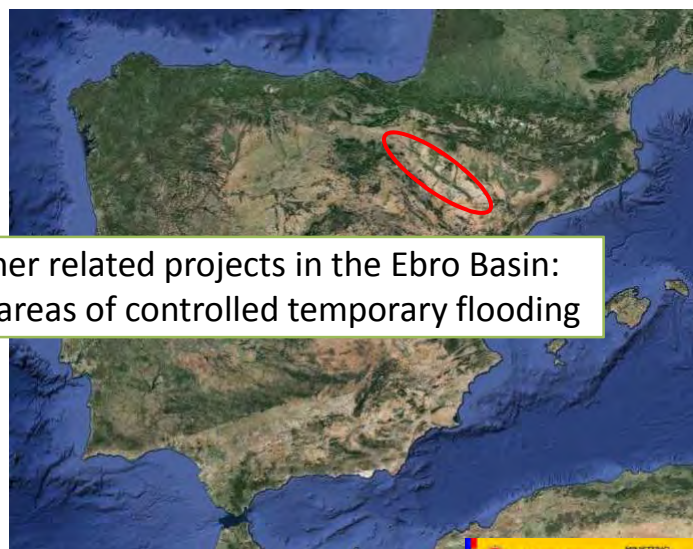 her related projects in the Ebro Basin:
areas of controlled temporary flooding